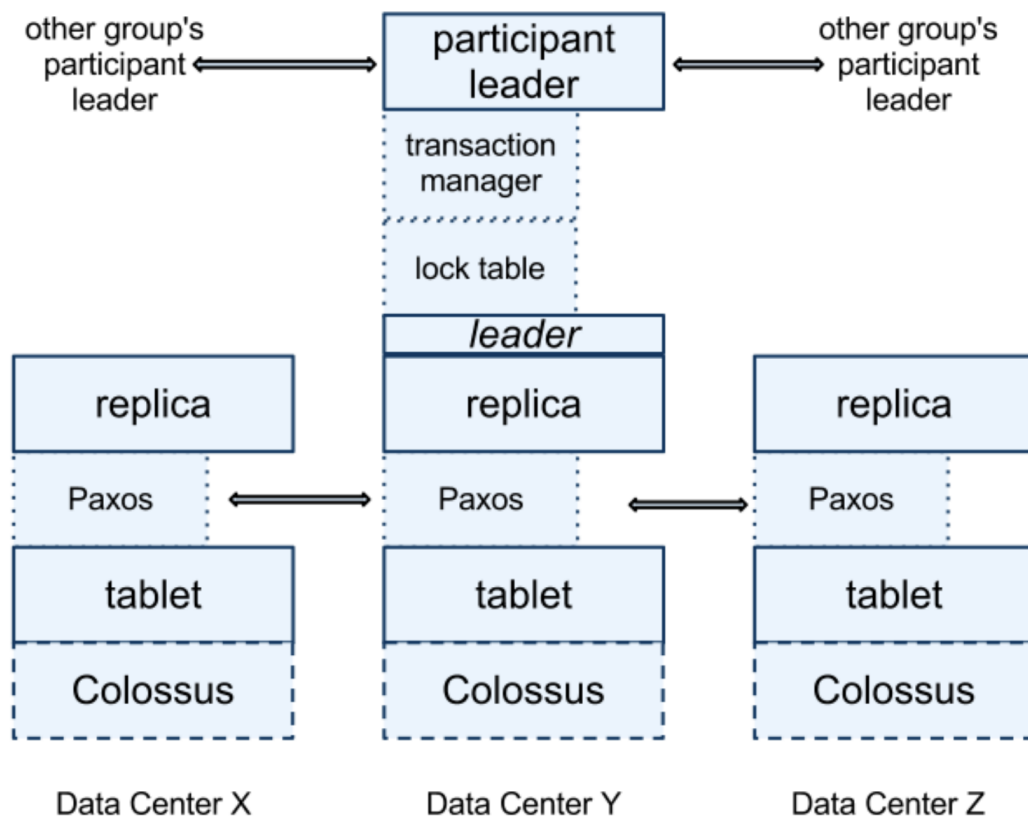 other group's
participant
leader
participant
leader
other group's
participant
leader
transaction
manager
lock table
leader
replica
replica
replica
Paxos
Paxos
Paxos
tablet
tablet
tablet
Colossus
Colossus
Colossus
Data Center X
Data Center Y
Data Center Z